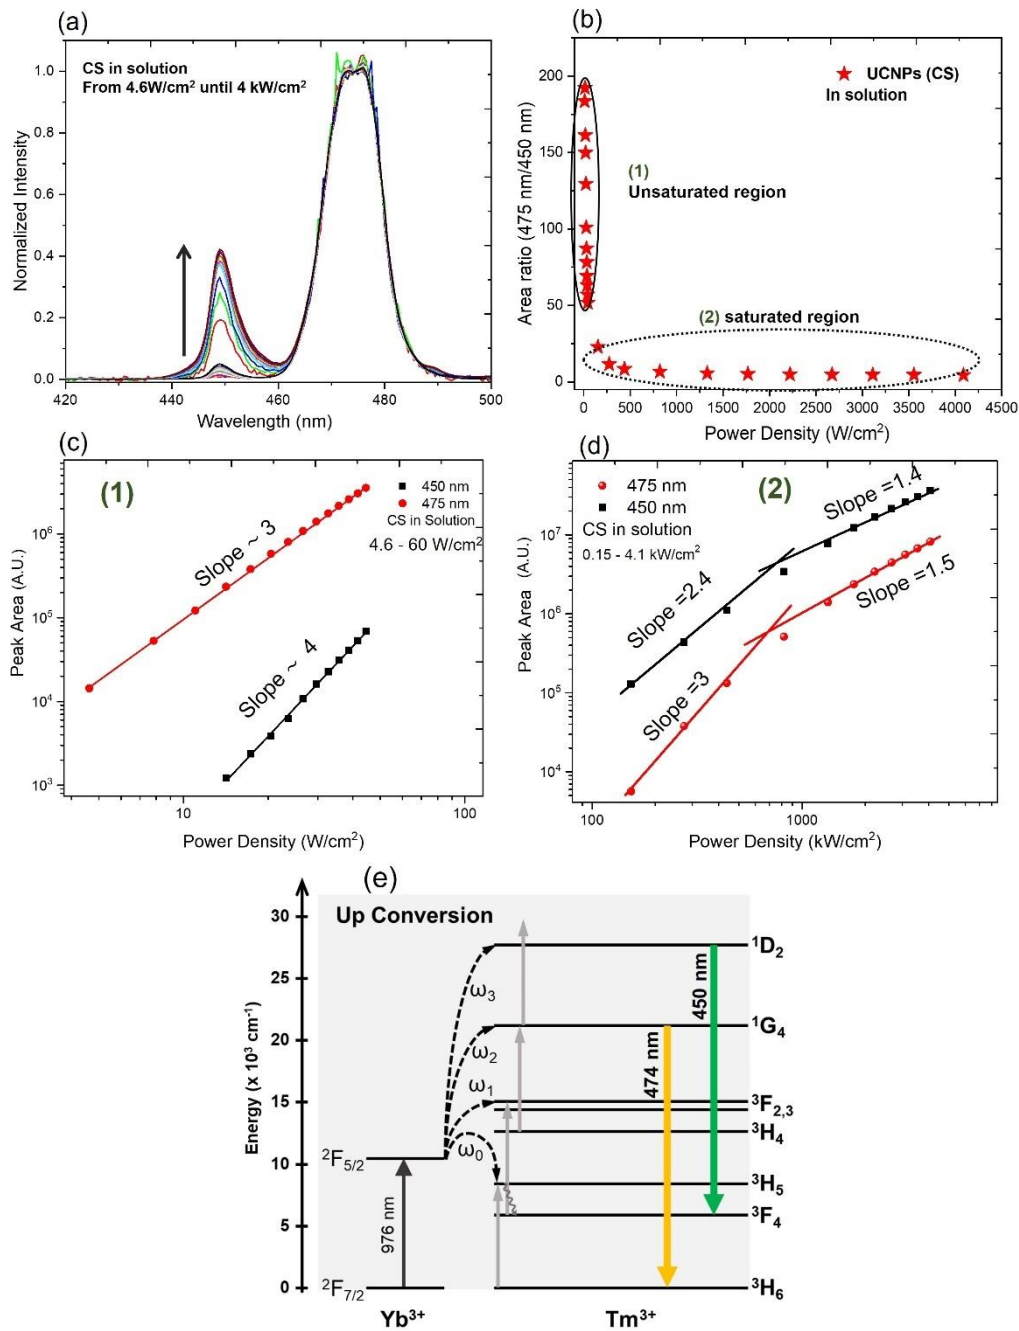 (a)
CS in solution
From 4.6W/cm² until 4 kW/cm²
Normalized Intensity
1.0
0.8
0.6
0.4
0.2
0.0
420 440 460 480 500
Wavelength (nm)
(b)
UCNPs (CS)
In solution
(1)
Unsaturated region
(2) saturated region
Area ratio (475 nm/450 nm)
200
150
100
50
0
0 500 1000 1500 2000 2500 3000 3500 4000 4500
Power Density (W/cm²)
(c)
(1)
450 nm
475 nm
CS in Solution
4.6 - 60 W/cm²
Slope ~ 3
Slope ~ 4
Peak Area (A.U.)
10⁶
10⁵
10⁴
10³
10 100
Power Density (W/cm²)
(d)
475 nm
450 nm
CS in solution
0.15 - 4.1 kW/cm²
(2)
Slope =1.4
Slope =2.4
Slope =1.5
Slope =3
Peak Area (A.U.)
10⁷
10⁶
10⁵
10⁴
100 1000
Power Density (kW/cm²)
(e)
Up Conversion
Energy (x 10³ cm⁻¹)
30
25
20
15
10
5
0
²F₅/₂
²F₇/₂
976 nm
ω₃
ω₂
ω₁
ω₀
474 nm
450 nm
¹D₂
¹G₄
³F₂,₃
³H₄
³H₅
³F₄
³H₆
Yb³⁺ Tm³⁺